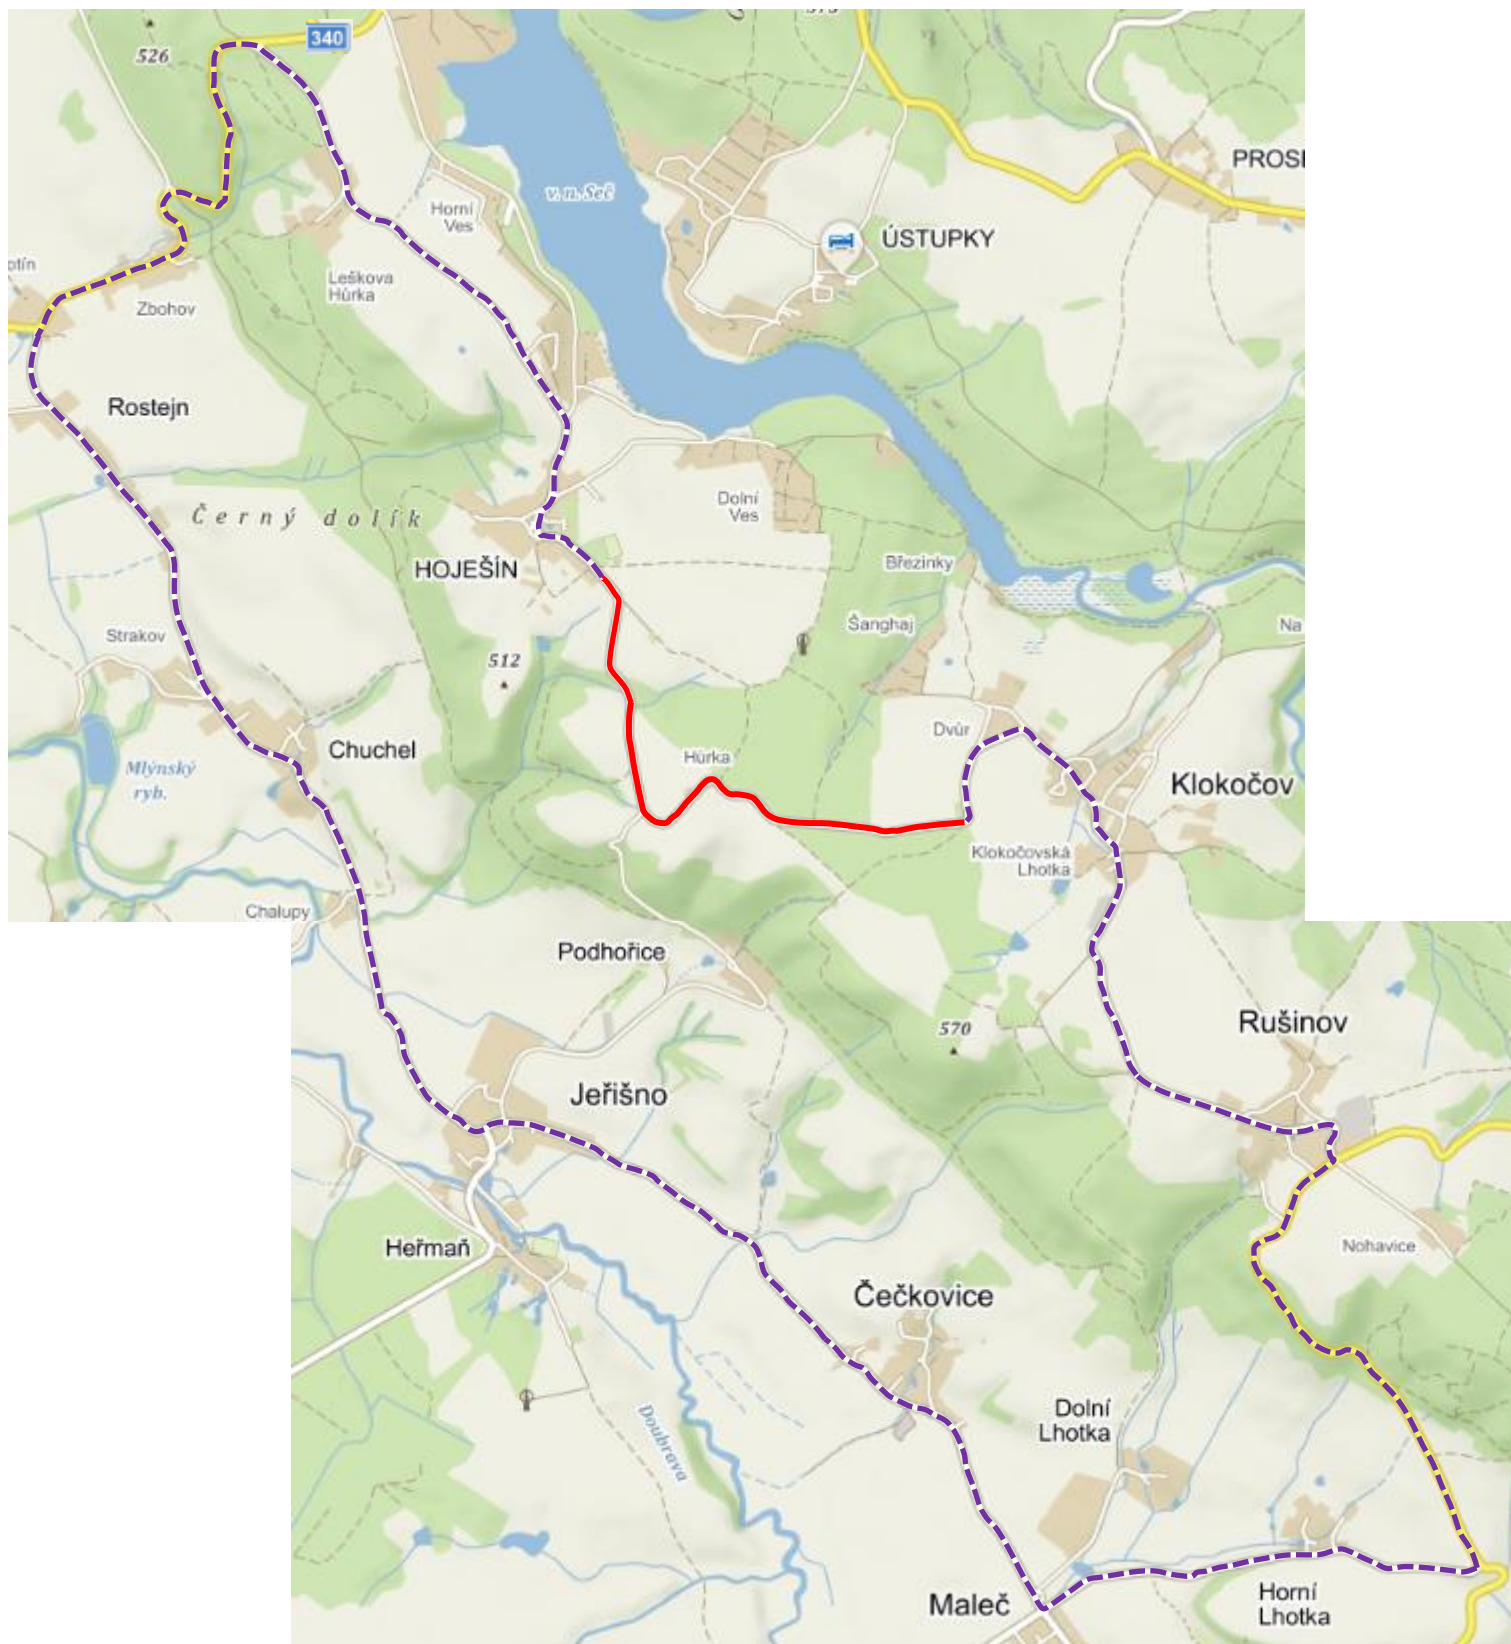 340
526
PROSI
v. n. Seč
Horní
Ves
ÚSTUPKY
otín
Leškova
Hůrka
Zbohov
Rostejn
Dolní
Ves
Černý dolík
HOJEŠÍN
Březinky
Šanghaj
Na
Strakov
512
Dvůr
Chuchel
Hůrka
Mlýnský
ryb.
Klokočov
Klokočovská
Lhotka
Chalupy
Podhořice
Rušinov
570
Jeřišno
Heřmaň
Nohavice
Čečkovice
Dolní
Lhotka
Doubrava
Maleč
Horní
Lhotka